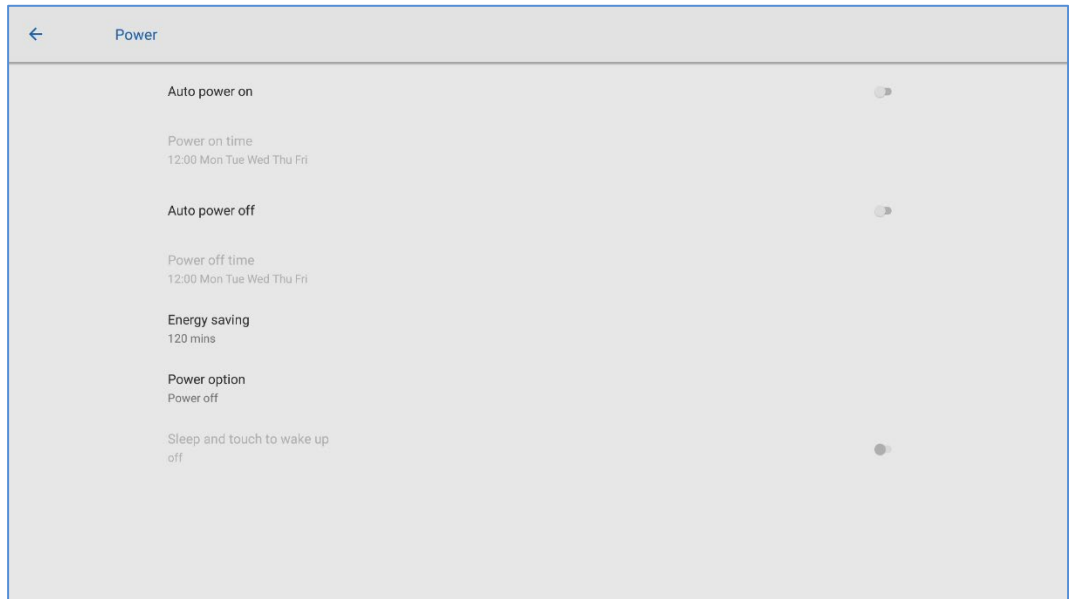 Power
Auto power on
Power on time
12:00 Mon Tue Wed Thu Fri
Auto power off
Power off time
12:00 Mon Tue Wed Thu Fri
Energy saving
120 mins
Power option
Power off
Sleep and touch to wake up
off